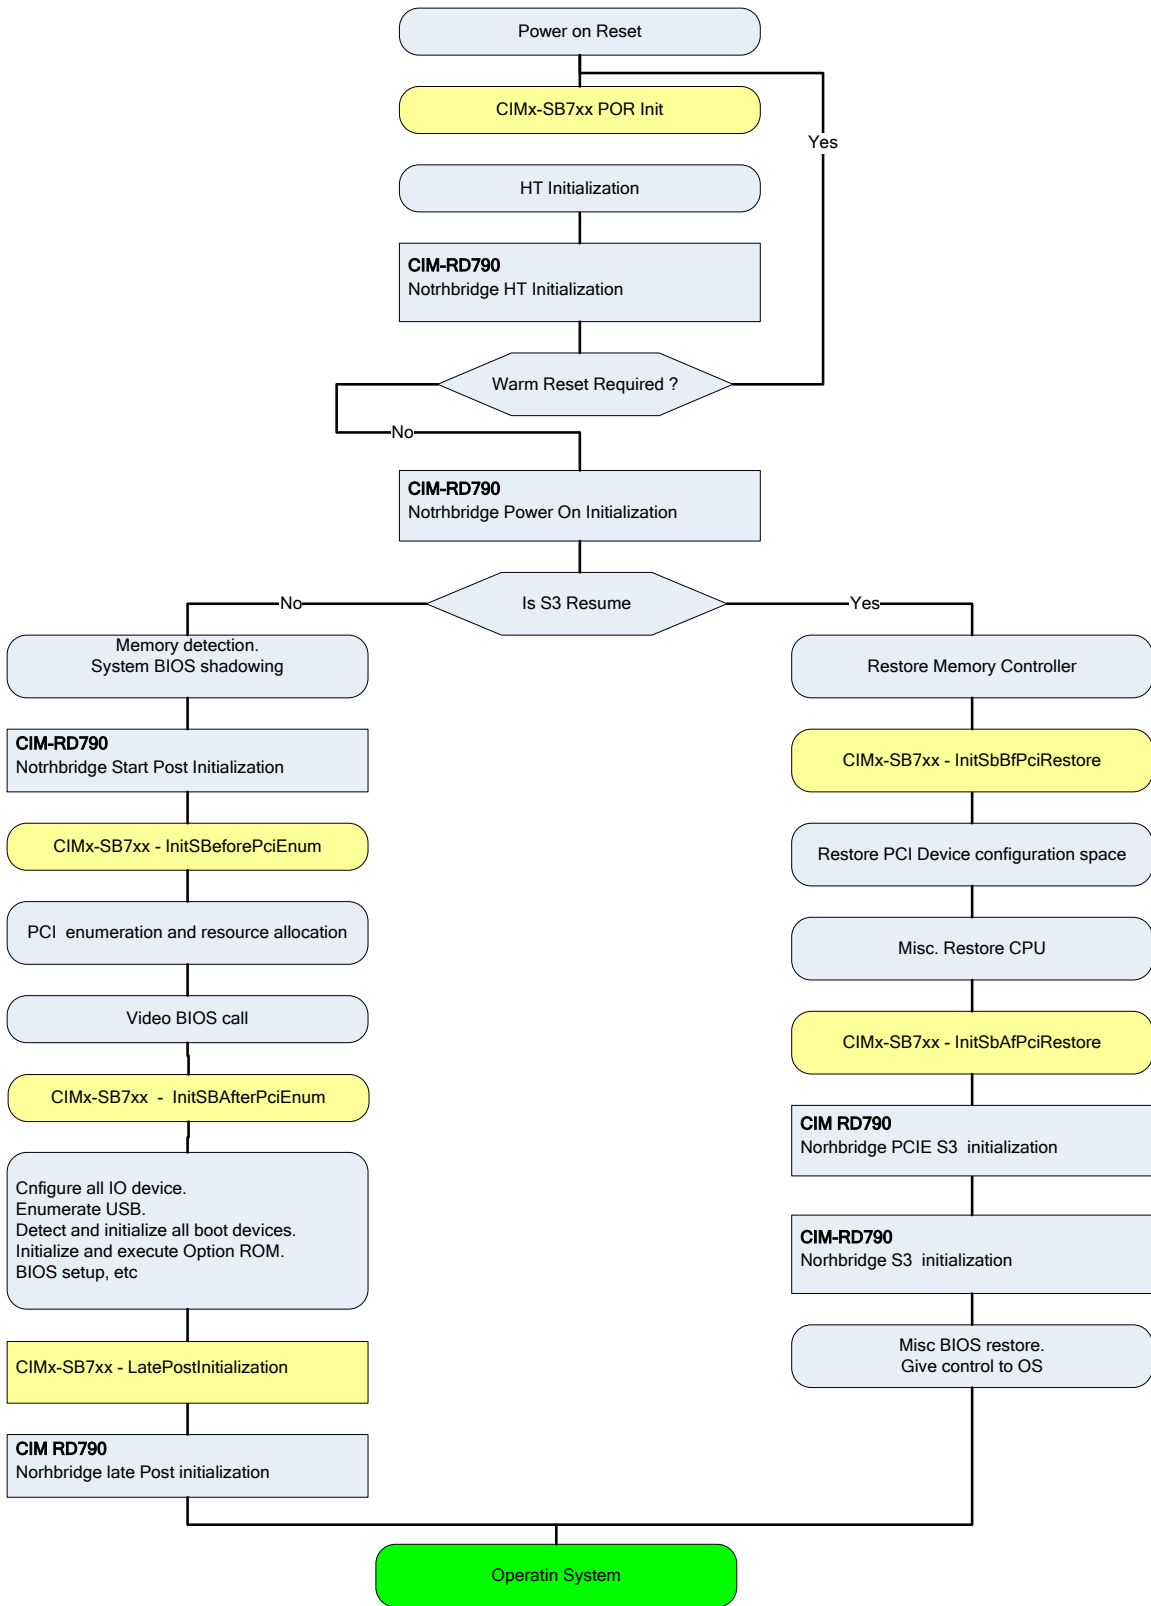 Power on Reset
CIMx-SB7xx POR Init
Yes
HT Initialization
CIM-RD790
Notrhbridge HT Initialization
Warm Reset Required ?
No
CIM-RD790
Notrhbridge Power On Initialization
Is S3 Resume
No
Yes
Memory detection.
System BIOS shadowing
CIM-RD790
Notrhbridge Start Post Initialization
CIMx-SB7xx - InitSBeforePciEnum
PCI enumeration and resource allocation
Video BIOS call
CIMx-SB7xx - InitSBAfterPciEnum
Cnfigure all IO device.
Enumerate USB.
Detect and initialize all boot devices.
Initialize and execute Option ROM.
BIOS setup, etc
CIMx-SB7xx - LatePostInitialization
CIM RD790
Norhbridge late Post initialization
Restore Memory Controller
CIMx-SB7xx - InitSbBfPciRestore
Restore PCI Device configuration space
Misc. Restore CPU
CIMx-SB7xx - InitSbAfPciRestore
CIM RD790
Norhbridge PCIE S3 initialization
CIM-RD790
Norhbridge S3 initialization
Misc BIOS restore.
Give control to OS
Operatin System